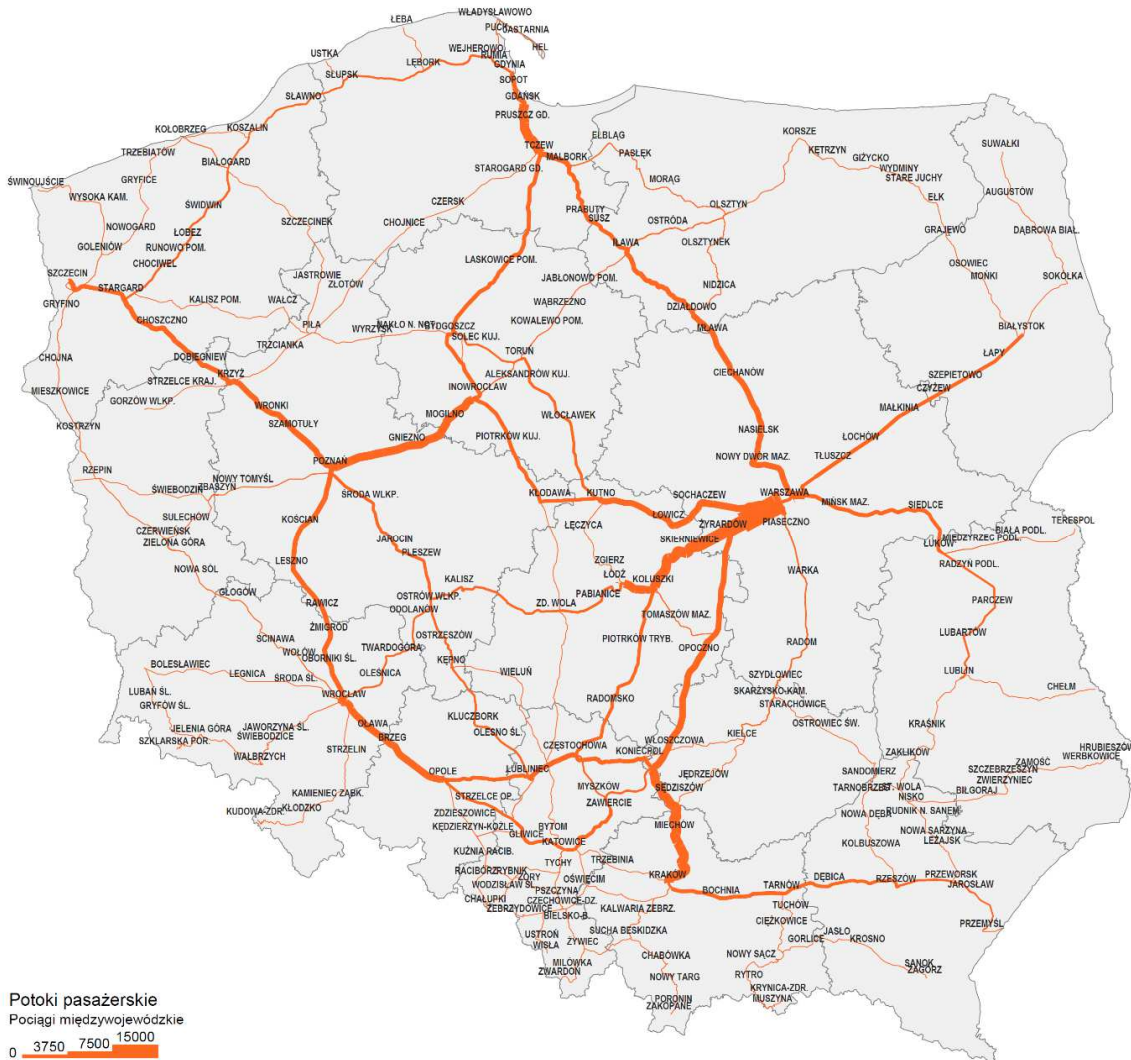 WŁADYSŁAWOWO
ŁEBA
PUCK
JASTARNIA
HEL
USTKA
WEJHEROWO
RUMIA
LĘBORK
GDYNIA
SŁUPSK
SOPOT
SŁAWNO
GDAŃSK
PRUSZCZ GD.
KOŁOBRZEG
KOSZALIN
ELBLĄG
KORSZE
TRZEBIATÓW
TCZEW
MALBORK
PASŁĘK
KĘTRZYN
GIŻYCKO
SUWAŁKI
BIAŁOGARD
STAROGARD GD.
WYDMINY
STARE JUCHY
ŚWINOUJŚCIE
GRYFICE
MORĄG
WYSOKA KAM.
ŚWIDWIN
CZERSK
PRABUTY
OLSZTYN
EŁK
AUGUSTÓW
SUSZ
OSTRÓDA
NOWOGARD
ŁOBEZ
SZCZECINEK
CHOJNICE
GRAJEWO
DĄBROWA BIAŁ.
GOLENIÓW
RUNOWO POM.
IŁAWA
OLSZTYNEK
CHOCIWEL
LASKOWICE POM.
OSOWIEC
SZCZECIN
JASTROWIE
ZŁOTÓW
JABŁONOWO POM.
MOŃKI
SOKÓŁKA
STARGARD
NIDZICA
GRYFINO
KALISZ POM.
WAŁCZ
WĄBRZEŹNO
DZIAŁDOWO
CHOSZCZNO
PIŁA
WYRZYSK
NAKŁO N. NOT.
BYDGOSZCZ
KOWALEWO POM.
MŁAWA
BIAŁYSTOK
SOLEC KUJ.
TRZCIANKA
TORUŃ
ŁAPY
CHOJNA
DOBIEGNIEW
KRZYŻ
ALEKSANDRÓW KUJ.
CIECHANÓW
SZEPIETOWO
STRZELCE KRAJ.
INOWROCŁAW
CZYŻEW
MIESZKOWICE
GORZÓW WLKP.
WRONKI
MOGILNO
WŁOCŁAWEK
MAŁKINIA
KOSTRZYN
SZAMOTUŁY
GNIEZNO
PIOTRKÓW KUJ.
NASIELSK
ŁOCHÓW
POZNAŃ
NOWY DWÓR MAZ.
TŁUSZCZ
RZEPIN
NOWY TOMYŚL
ŚWIEBODZIN
ZBĄSZYŃ
ŚRODA WLKP.
KŁODAWA
KUTNO
SOCHACZEW
WARSZAWA
MIŃSK MAZ.
SIEDLCE
SULECHÓW
KOŚCIAN
ŁOWICZ
ŻYRARDÓW
PIASECZNO
TERESPOL
CZERWIEŃSK
ŁĘCZYCA
BIAŁA PODL.
ZIELONA GÓRA
JAROCIN
SKIERNIEWICE
ŁUKÓW
MIĘDZYRZEC PODL.
PLESZEW
ZGIERZ
LESZNO
RADZYŃ PODL.
NOWA SÓL
KALISZ
ŁÓDŹ
KOLUSZKI
WARKA
GŁOGÓW
OSTRÓW WLKP.
PABIANICE
RAWICZ
ODOLANÓW
ZD. WOLA
TOMASZÓW MAZ.
PARCZEW
ŻMIGRÓD
ŚCINAWA
OSTRZESZÓW
PIOTRKÓW TRYB.
RADOM
LUBARTÓW
WOŁÓW
OBORNIKI ŚL.
TWARDOGÓRA
OPOCZNO
BOLESŁAWIEC
KĘPNO
WIELUŃ
LEGNICA
ŚRODA ŚL.
OLEŚNICA
SZYDŁOWIEC
LUBLIN
LUBAŃ ŚL.
WROCŁAW
RADOMSKO
SKARŻYSKO-KAM.
STARACHOWICE
CHEŁM
GRYFÓW ŚL.
KLUCZBORK
OSTROWIEC ŚW.
KRAŚNIK
JELENIA GÓRA
JAWORZYNA ŚL.
OŁAWA
OLESNO ŚL.
ŚWIEBODZICE
BRZEG
KIELCE
SZKLARSKA POR.
CZĘSTOCHOWA
KONIECPOL
WŁOSZCZOWA
HRUBIESZÓW
STRZELIN
ZAKLIKÓW
WERBKOWICE
WAŁBRZYCH
ZAMOŚĆ
OPOLE
LUBLINIEC
JĘDRZEJÓW
SANDOMIERZ
SZCZEBRZESZYN
ZWIERZYNIEC
MYSZKÓW
SĘDZISZÓW
TARNOBRZEG
ST. WOLA
KAMIENIEC ZĄBK.
STRZELCE OP.
NISKO
BIŁGORAJ
ZAWIERCIE
KŁODZKO
ZDZIESZOWICE
NOWA DĘBA
RUDNIK N. SANEM
KUDOWA-ZDR.
MIECHÓW
KĘDZIERZYN-KOŹLE
BYTOM
GLIWICE
NOWA SARZYNA
KATOWICE
KOLBUSZOWA
LEŻAJSK
KUŹNIA RACIB.
TYCHY
TRZEBINIA
RACIBÓRZ
RYBNIK
KRAKÓW
DĘBICA
RZESZÓW
PRZEWORSK
ŻORY
OŚWIĘCIM
WODZISŁAW ŚL.
PSZCZYNA
BOCHNIA
TARNÓW
JAROSŁAW
CHAŁUPKI
CZECHOWICE-DZ.
ZEBRZYDOWICE
TUCHÓW
BIELSKO-B.
KALWARIA ZEBRZ.
CIĘŻKOWICE
PRZEMYŚL
USTROŃ
SUCHA BESKIDZKA
JASŁO
WISŁA
ŻYWIEC
GORLICE
KROSNO
CHABÓWKA
NOWY SĄCZ
MILÓWKA
SANOK
ZWARDOŃ
NOWY TARG
RYTRO
ZAGÓRZ
KRYNICA-ZDR.
PORONIN
MUSZYNA
ZAKOPANE
Potoki pasażerskie
Pociągi międzywojewódzkie
0 3750 7500 15000